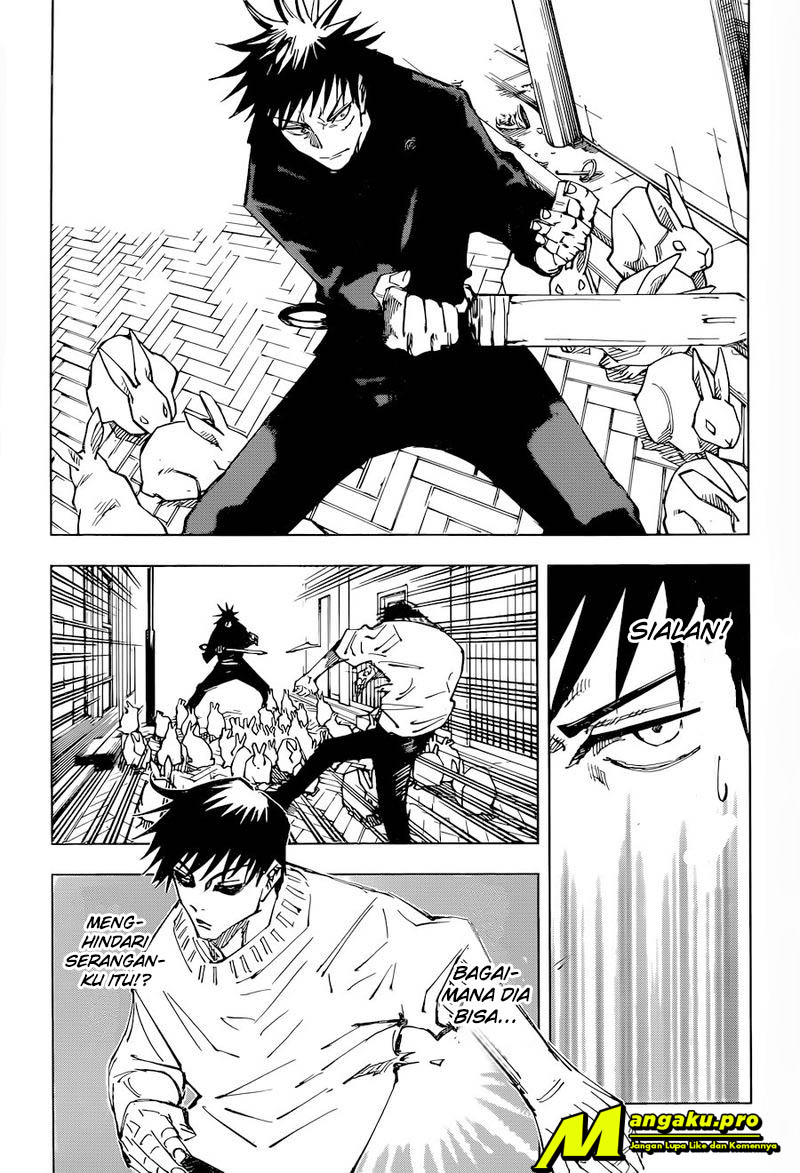 SIALAN!
BAGAI-
MANA DIA
BISA...
MENG-
HINDARI
SERANGAN-
KU ITU!?
Mangaku.pro
Jangan Lupa Like dan Komennya